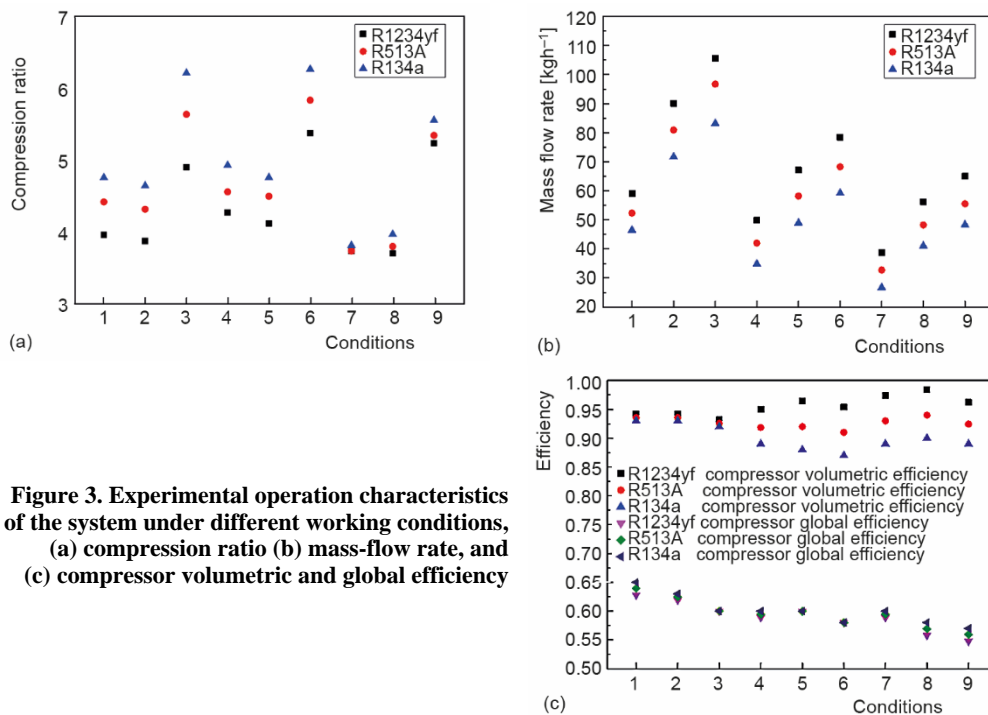 7
6
5
4
3
Compression ratio
R1234yf
R513A
R134a
1 2 3 4 5 6 7 8 9
(a)
Conditions
120
110
100
90
80
70
60
50
40
30
20
Mass flow rate [kgh⁻¹]
R1234yf
R513A
R134a
1 2 3 4 5 6 7 8 9
(b)
Conditions
1.00
0.95
0.90
0.85
0.80
0.75
0.70
0.65
0.60
0.55
0.50
Efficiency
R1234yf compressor volumetric efficiency
R513A compressor volumetric efficiency
R134a compressor volumetric efficiency
R1234yf compressor global efficiency
R513A compressor global efficiency
R134a compressor global efficiency
1 2 3 4 5 6 7 8 9
(c)
Conditions
Figure 3. Experimental operation characteristics
of the system under different working conditions,
(a) compression ratio (b) mass-flow rate, and
(c) compressor volumetric and global efficiency